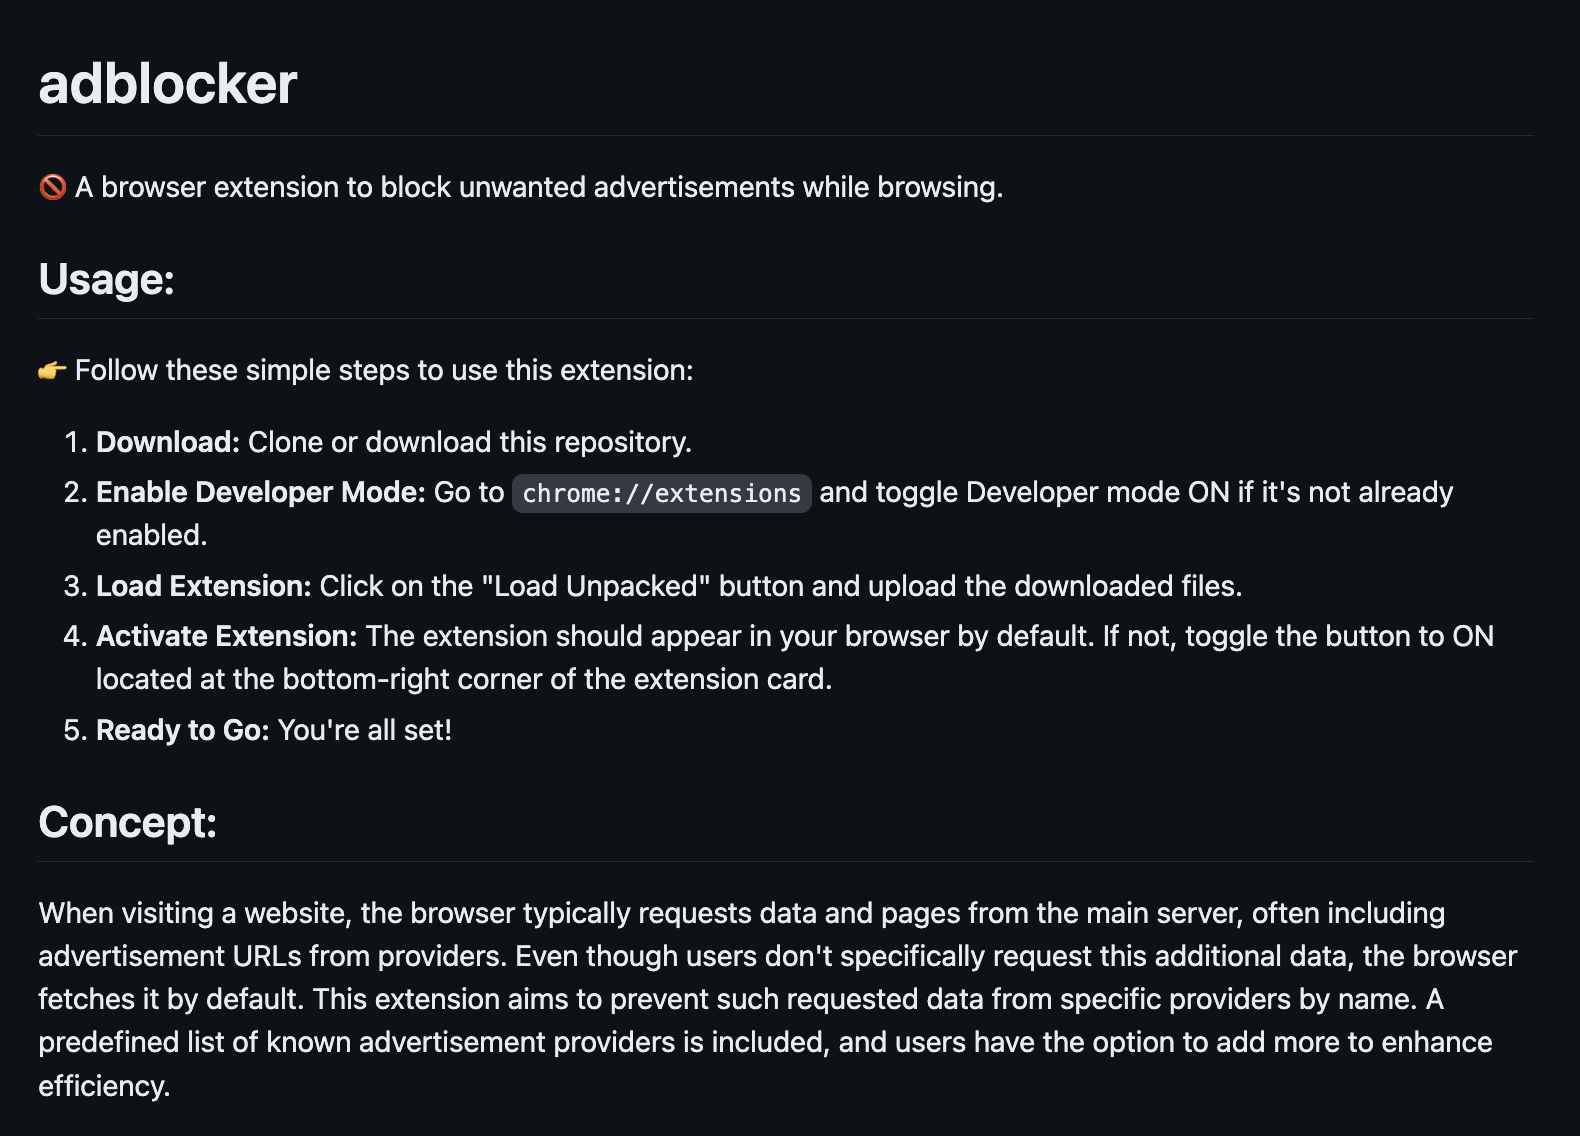 adblocker
🚫 A browser extension to block unwanted advertisements while browsing.
Usage:
👉 Follow these simple steps to use this extension:
1. Download: Clone or download this repository.
2. Enable Developer Mode: Go to chrome://extensions and toggle Developer mode ON if it's not already
enabled.
3. Load Extension: Click on the "Load Unpacked" button and upload the downloaded files.
4. Activate Extension: The extension should appear in your browser by default. If not, toggle the button to ON
located at the bottom-right corner of the extension card.
5. Ready to Go: You're all set!
Concept:
When visiting a website, the browser typically requests data and pages from the main server, often including
advertisement URLs from providers. Even though users don't specifically request this additional data, the browser
fetches it by default. This extension aims to prevent such requested data from specific providers by name. A
predefined list of known advertisement providers is included, and users have the option to add more to enhance
efficiency.